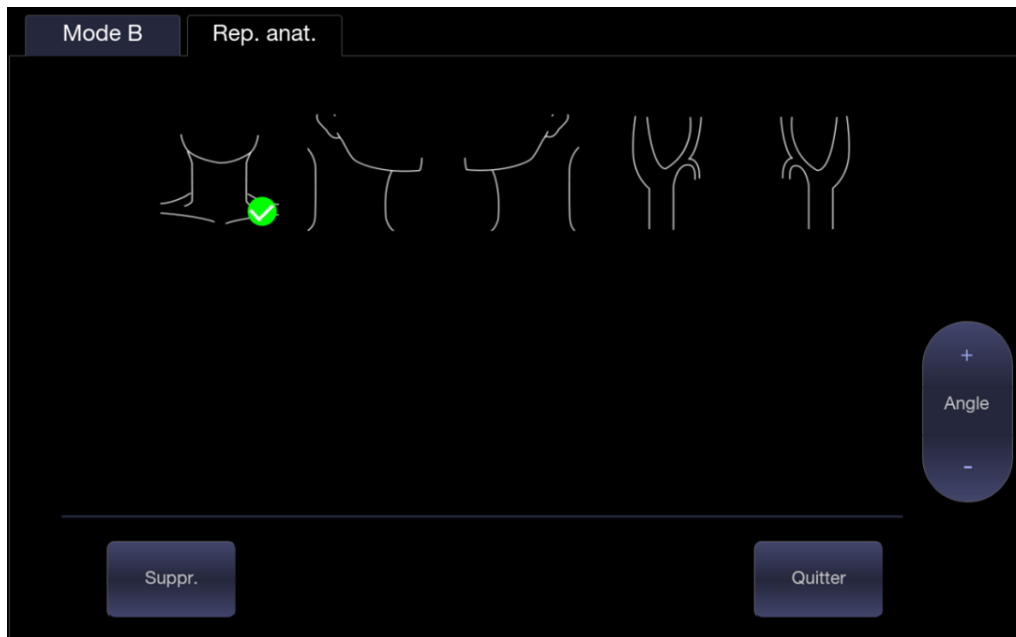 Mode B
Rep. anat.
+
Angle
-
Suppr.
Quitter